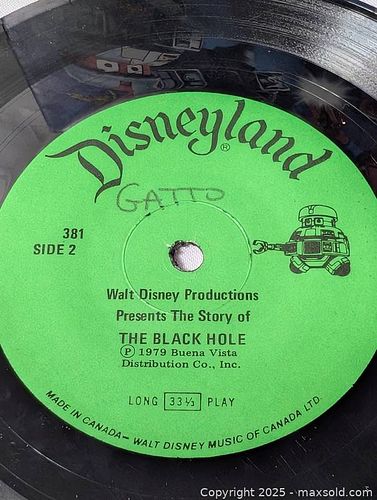 Disneyland®
GATTO
381
SIDE 2
Walt Disney Productions
Presents The Story of
THE BLACK HOLE
Ⓟ 1979 Buena Vista
Distribution Co., Inc.
LONG 33⅓ PLAY
MADE IN CANADA — WALT DISNEY MUSIC OF CANADA LTD.
Copyright 2025 - maxsold.com